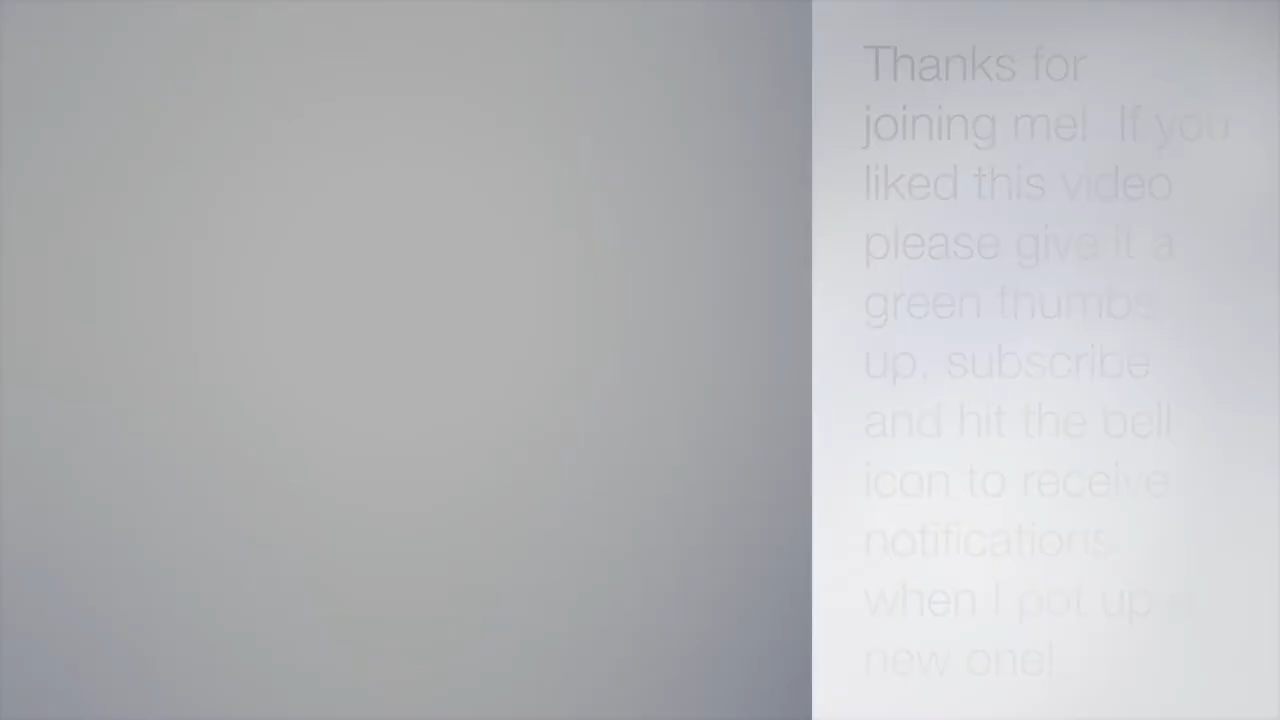 Thanks for
joining me!  If you
liked this video
please give it a
green thumbs
up, subscribe
and hit the bell
icon to receive
notifications
when I pot up a
new one!